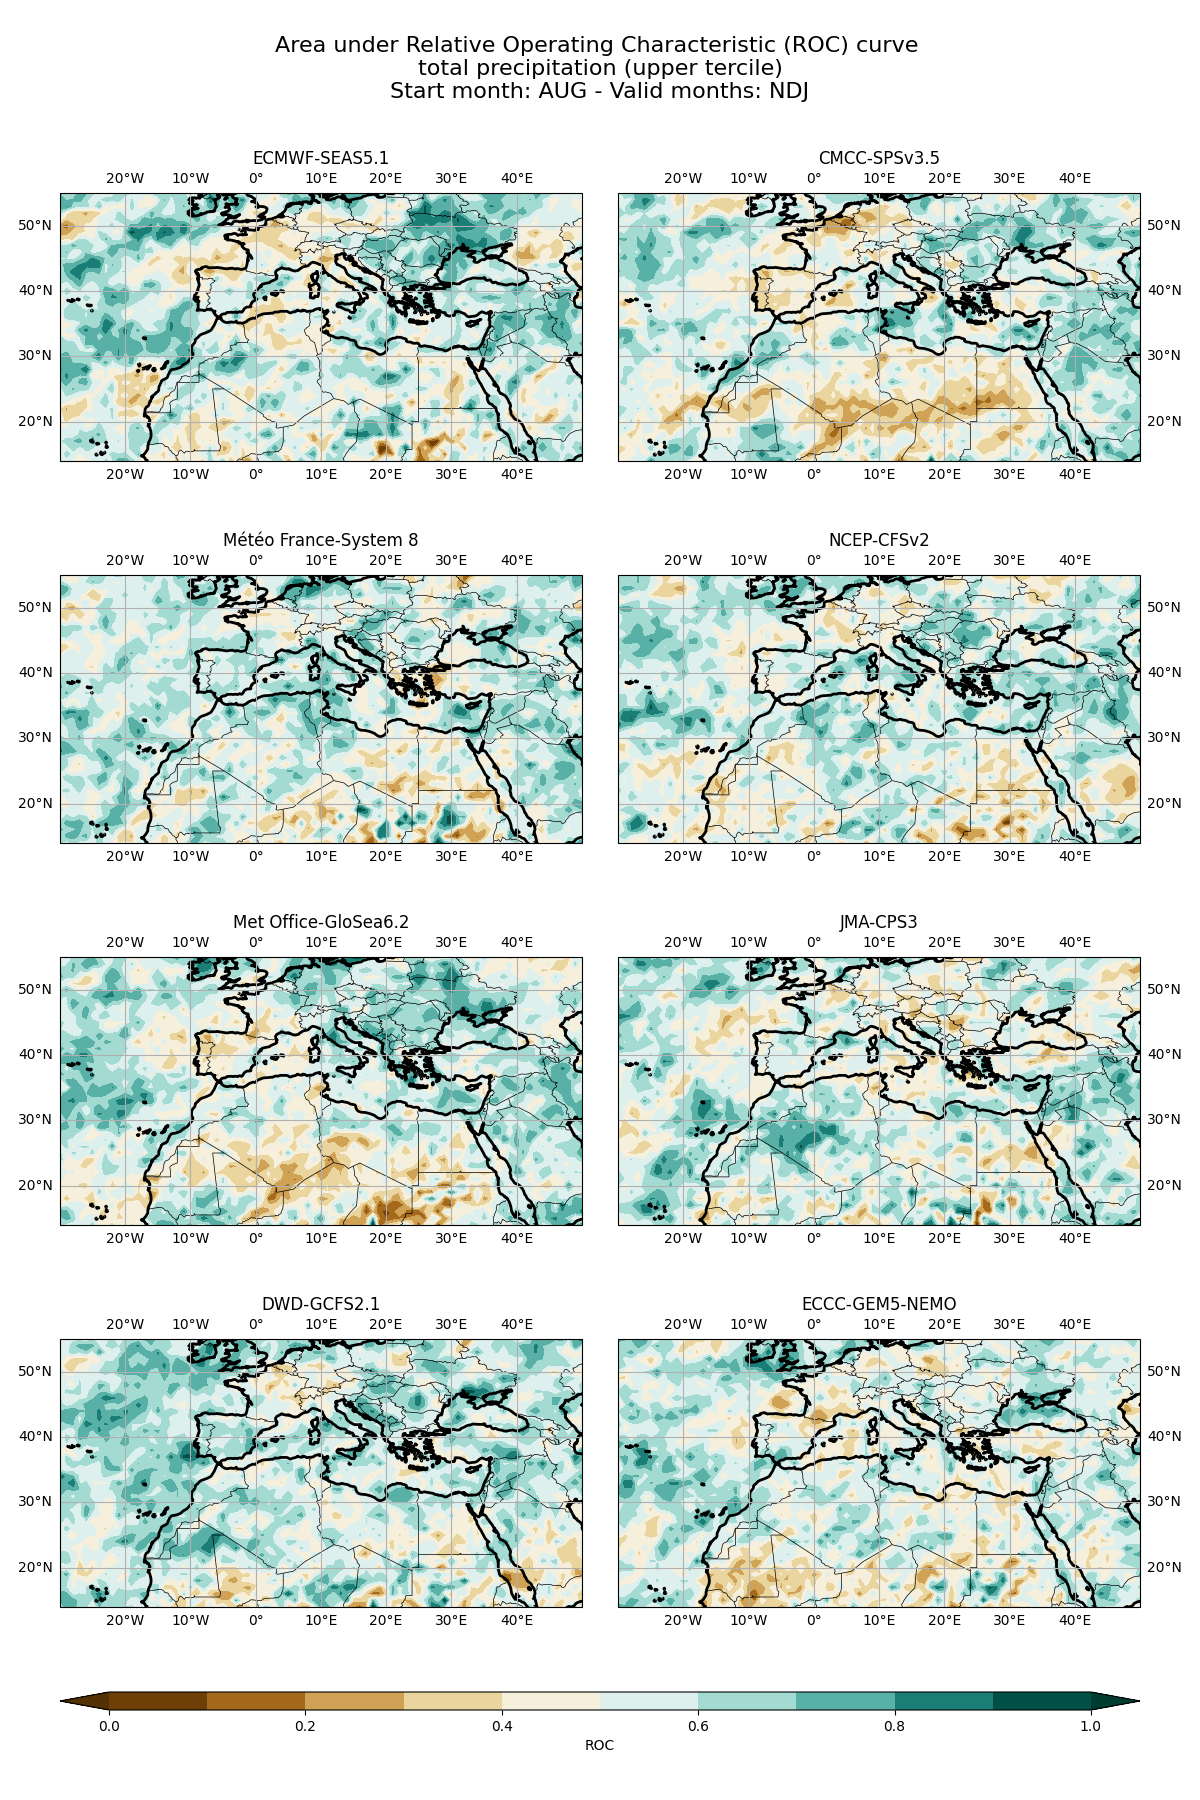 Area under Relative Operating Characteristic (ROC) curve
total precipitation (upper tercile)
Start month: AUG - Valid months: NDJ
ECMWF-SEAS5.1
20°W 10°W 0° 10°E 20°E 30°E 40°E
50°N
40°N
30°N
20°N
20°W 10°W 0° 10°E 20°E 30°E 40°E
CMCC-SPSv3.5
20°W 10°W 0° 10°E 20°E 30°E 40°E
50°N
40°N
30°N
20°N
20°W 10°W 0° 10°E 20°E 30°E 40°E
Météo France-System 8
20°W 10°W 0° 10°E 20°E 30°E 40°E
50°N
40°N
30°N
20°N
20°W 10°W 0° 10°E 20°E 30°E 40°E
NCEP-CFSv2
20°W 10°W 0° 10°E 20°E 30°E 40°E
50°N
40°N
30°N
20°N
20°W 10°W 0° 10°E 20°E 30°E 40°E
Met Office-GloSea6.2
20°W 10°W 0° 10°E 20°E 30°E 40°E
50°N
40°N
30°N
20°N
20°W 10°W 0° 10°E 20°E 30°E 40°E
JMA-CPS3
20°W 10°W 0° 10°E 20°E 30°E 40°E
50°N
40°N
30°N
20°N
20°W 10°W 0° 10°E 20°E 30°E 40°E
DWD-GCFS2.1
20°W 10°W 0° 10°E 20°E 30°E 40°E
50°N
40°N
30°N
20°N
20°W 10°W 0° 10°E 20°E 30°E 40°E
ECCC-GEM5-NEMO
20°W 10°W 0° 10°E 20°E 30°E 40°E
50°N
40°N
30°N
20°N
20°W 10°W 0° 10°E 20°E 30°E 40°E
0.0 0.2 0.4 0.6 0.8 1.0
ROC